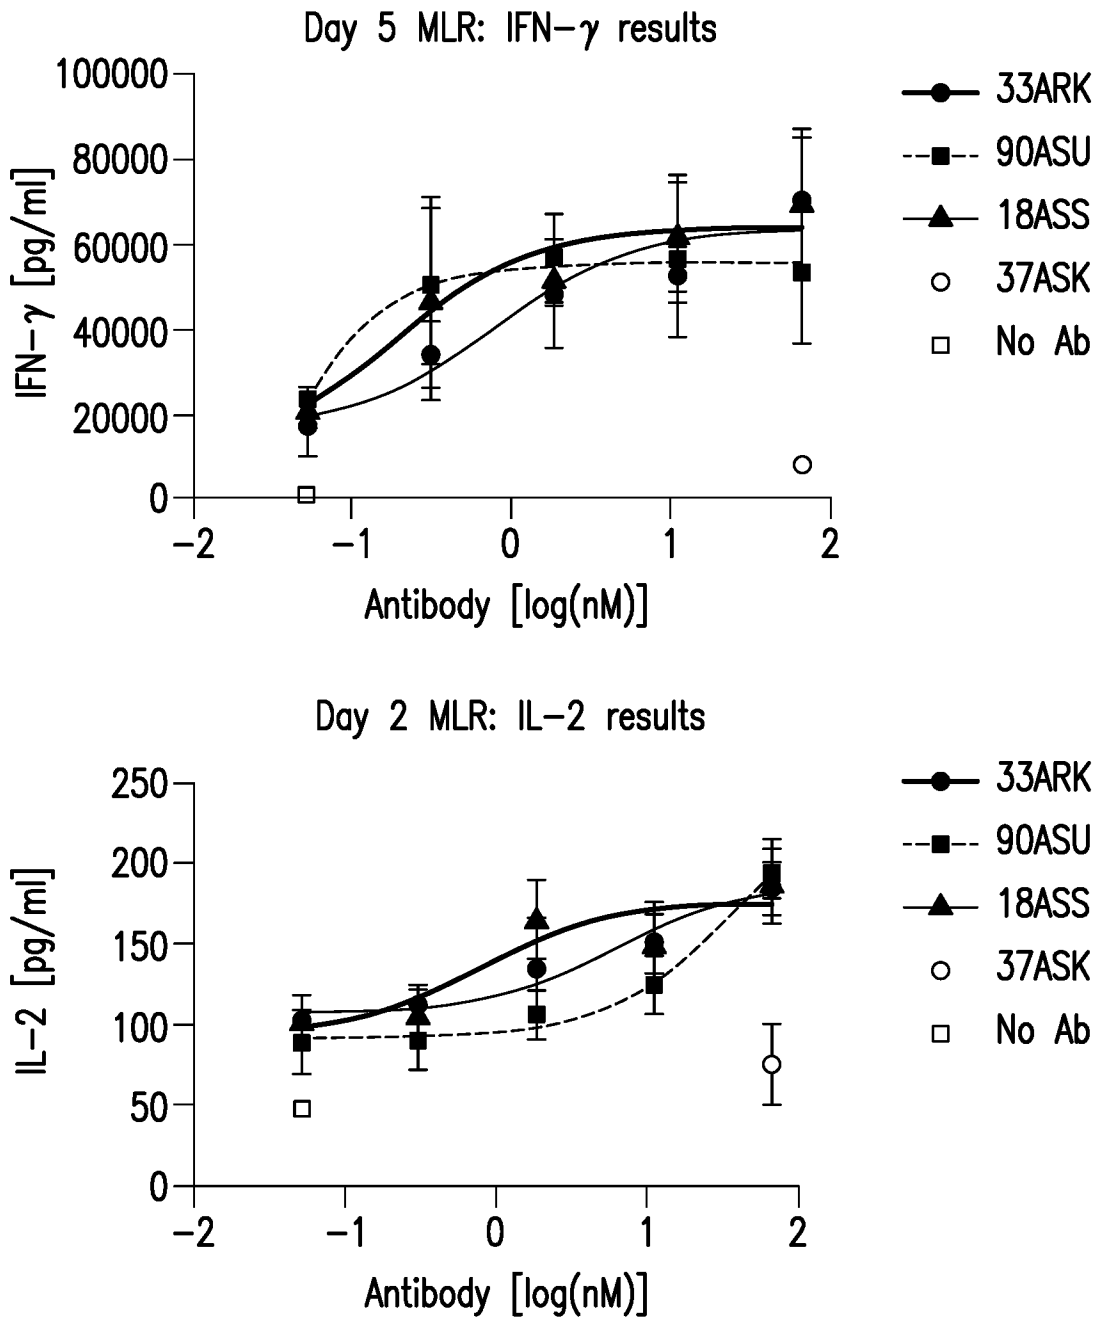 Day 5 MLR: IFN-γ results
100000
80000
60000
40000
20000
0
IFN-γ [pg/ml]
-2 -1 0 1 2
Antibody [log(nM)]
33ARK
90ASU
18ASS
37ASK
No Ab
Day 2 MLR: IL-2 results
250
200
150
100
50
0
IL-2 [pg/ml]
-2 -1 0 1 2
Antibody [log(nM)]
33ARK
90ASU
18ASS
37ASK
No Ab